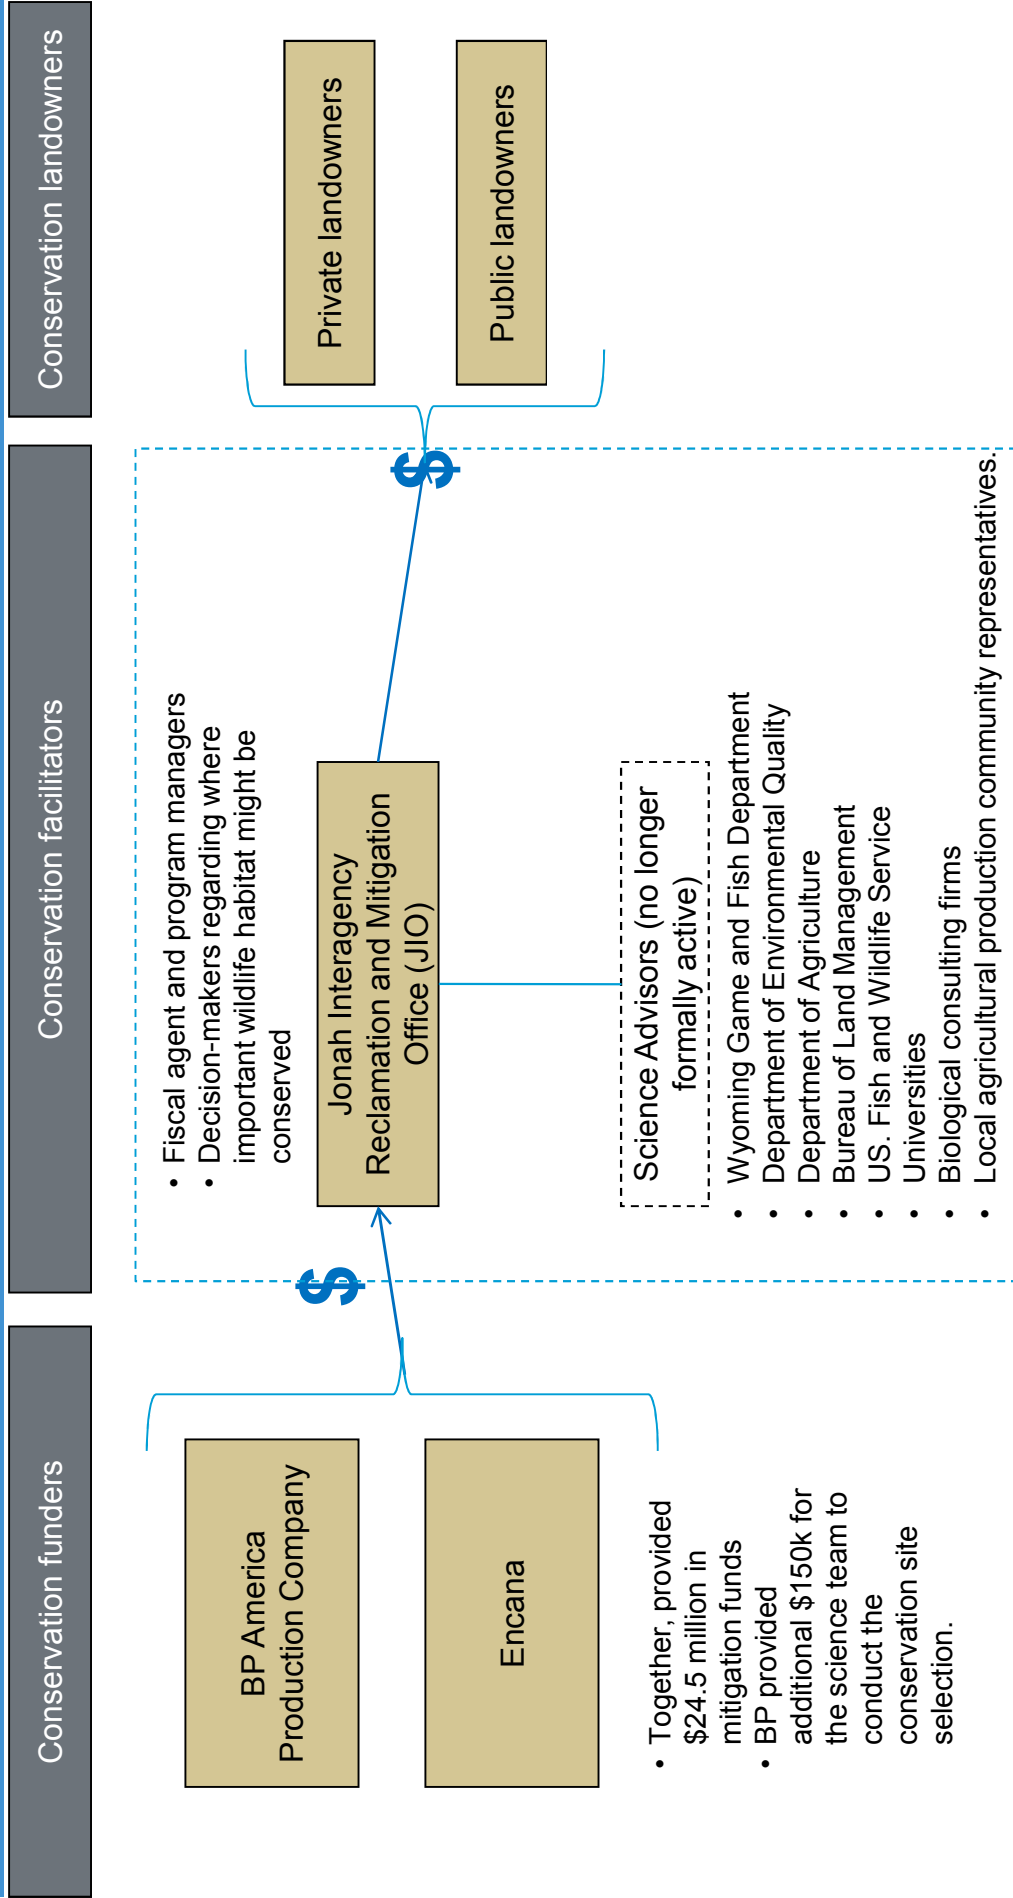 Conservation funders
Conservation facilitators
Conservation landowners
BP America
Production Company
Encana
• Together, provided
$24.5 million in
mitigation funds
• BP provided
additional $150k for
the science team to
conduct the
conservation site
selection.
$
• Fiscal agent and program managers
• Decision-makers regarding where
important wildlife habitat might be
conserved
Jonah Interagency
Reclamation and Mitigation
Office (JIO)
Science Advisors (no longer
formally active)
• Wyoming Game and Fish Department
• Department of Environmental Quality
• Department of Agriculture
• Bureau of Land Management
• US. Fish and Wildlife Service
• Universities
• Biological consulting firms
• Local agricultural production community representatives.
$
Private landowners
Public landowners